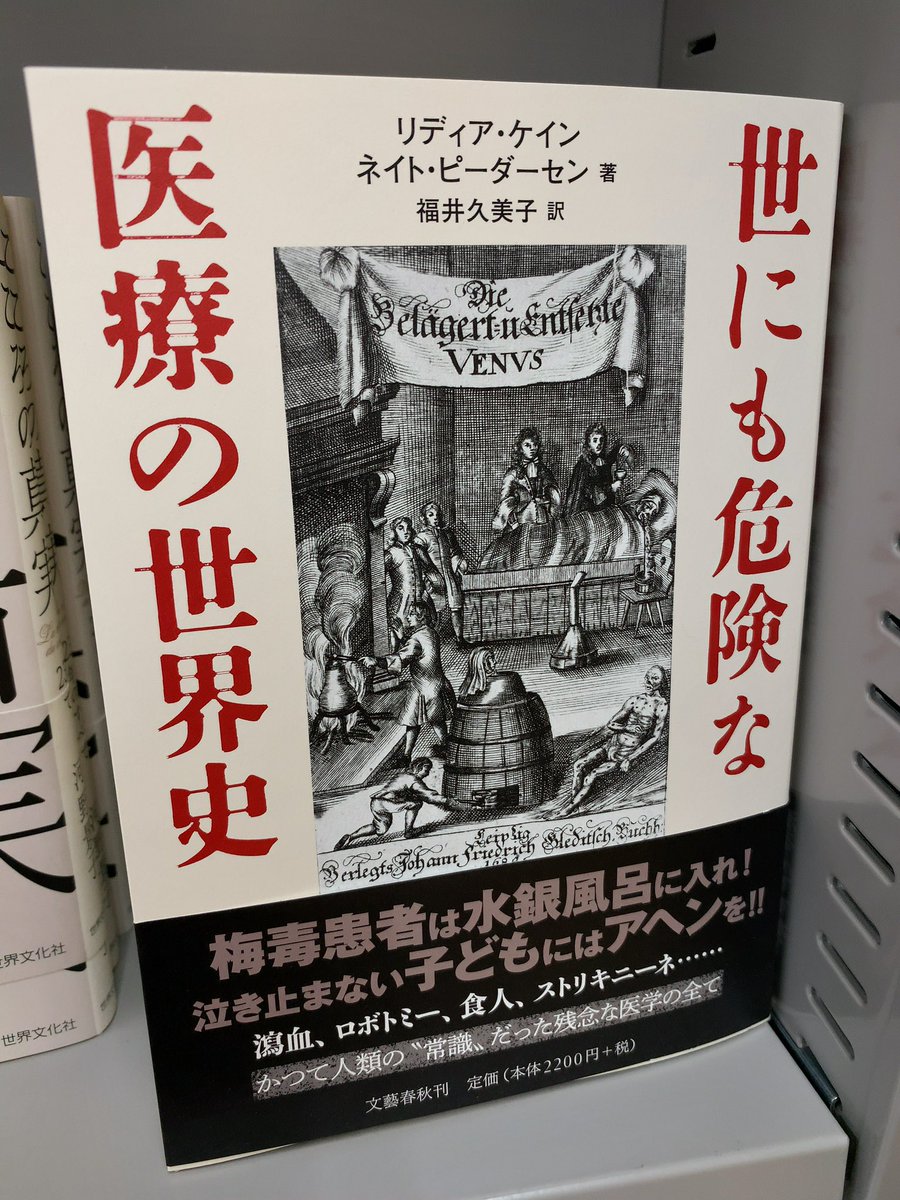 世にも危険な
医療の世界史
リディア・ケイン
ネイト・ピーダーセン 著
福井久美子 訳
Die
Belägert-u Entsetzte
VENVS
Leipzig
Verlegts Johann Friedrich Gleditsch. Buchh.
梅毒患者は水銀風呂に入れ!
泣き止まない子どもにはアヘンを!!
瀉血、ロボトミー、食人、ストリキニーネ……
かつて人類の〝常識〟だった残念な医学の全て
文藝春秋刊 定価(本体2200円+税)
世界文化社
世界文化社